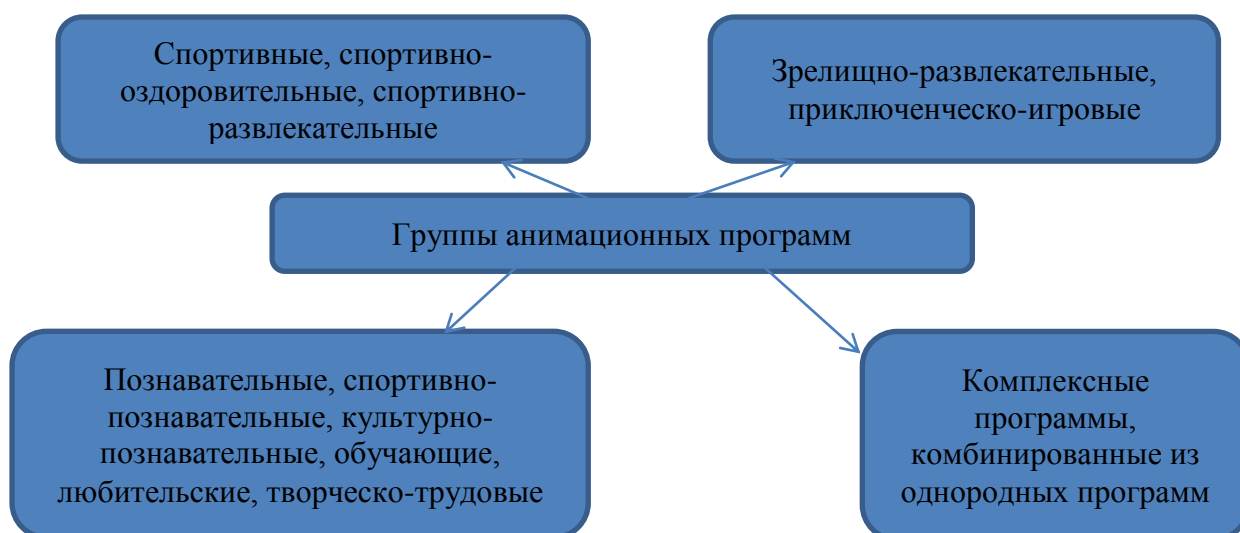 Спортивные, спортивно-
оздоровительные, спортивно-
развлекательные
Зрелищно-развлекательные,
приключенческо-игровые
Группы анимационных программ
Познавательные, спортивно-
познавательные, культурно-
познавательные, обучающие,
любительские, творческо-трудовые
Комплексные
программы,
комбинированные из
однородных программ